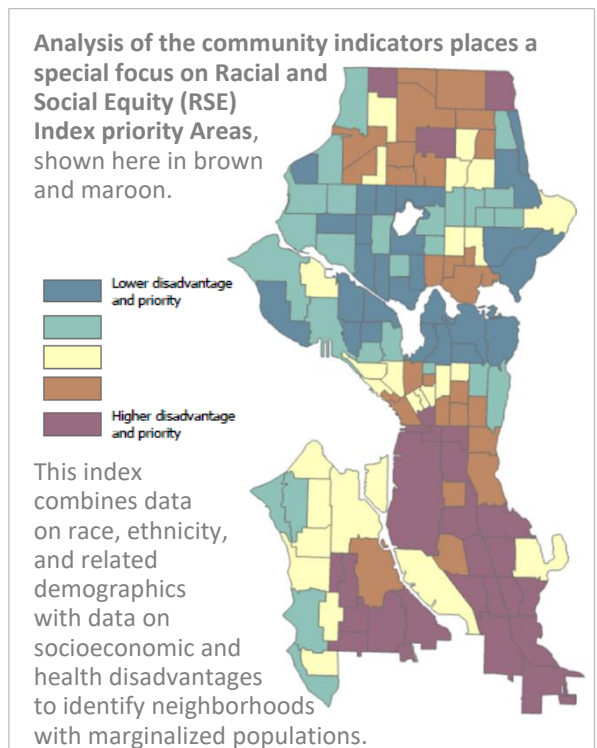 Analysis of the community indicators places a
special focus on Racial and
Social Equity (RSE)
Index priority Areas,
shown here in brown
and maroon.
Lower disadvantage
and priority
Higher disadvantage
and priority
This index
combines data
on race, ethnicity,
and related
demographics
with data on
socioeconomic and
health disadvantages
to identify neighborhoods
with marginalized populations.